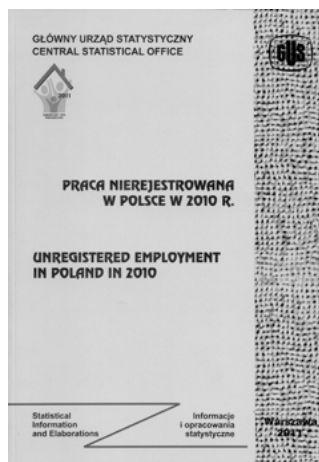 GŁÓWNY URZĄD STATYSTYCZNY
CENTRAL STATISTICAL OFFICE
GUS
2011
PRACA NIEREJESTROWANA
W POLSCE W 2010 R.
UNREGISTERED EMPLOYMENT
IN POLAND IN 2010
Statistical
Information
and Elaborations
Informacje
i opracowania
statystyczne
Warszawa
2011